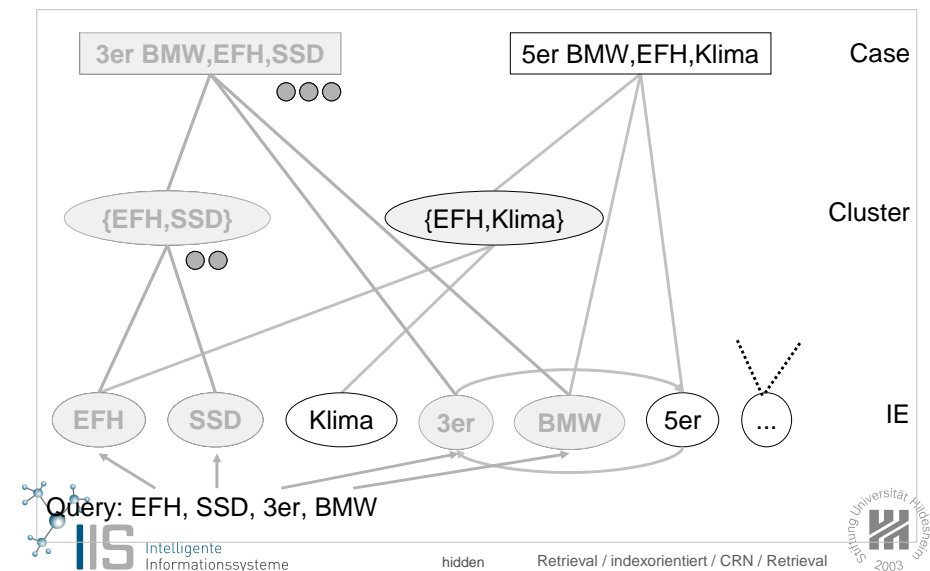 3er BMW,EFH,SSD
5er BMW,EFH,Klima
Case
{EFH,SSD}
{EFH,Klima}
Cluster
EFH
SSD
Klima
3er
BMW
5er
...
IE
Query: EFH, SSD, 3er, BMW
IIS Intelligente
Informationssysteme
hidden
Retrieval / indexorientiert / CRN / Retrieval
Stiftung Universität Hildesheim
2003